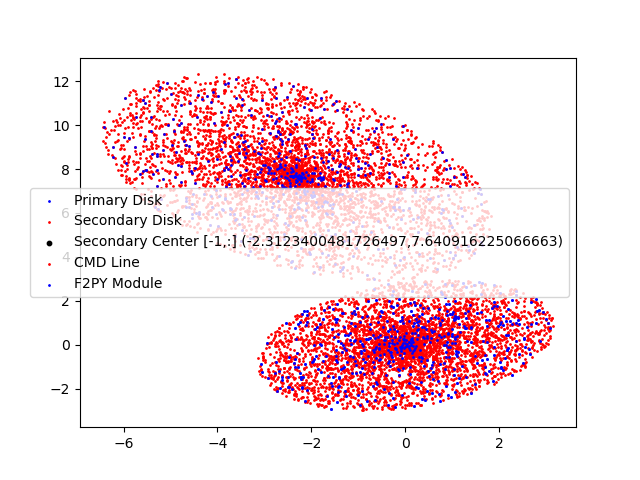 12
10
8
6
4
2
0
−2
Primary Disk
Secondary Disk
Secondary Center [-1,:] (-2.3123400481726497,7.640916225066663)
CMD Line
F2PY Module
−6
−4
−2
0
2